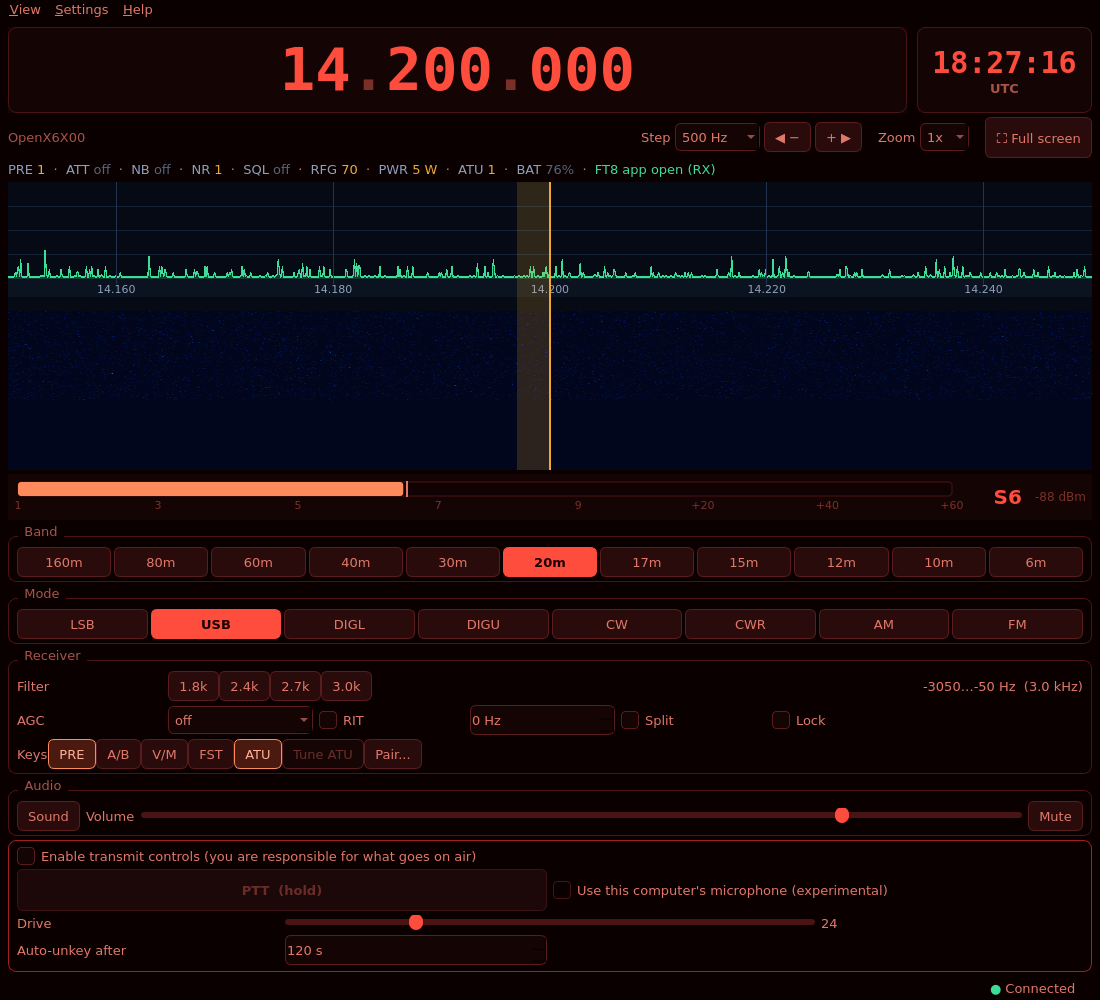 View Settings Help
14.200.000
18:27:16
UTC
OpenX6X00
Step 500 Hz ◀ − + ▶ Zoom 1x ⛶ Full screen
PRE 1 · ATT off · NB off · NR 1 · SQL off · RFG 70 · PWR 5 W · ATU 1 · BAT 76% · FT8 app open (RX)
14.160 14.180 14.200 14.220 14.240
1 3 5 7 9 +20 +40 +60
S6 -88 dBm
Band
160m 80m 60m 40m 30m 20m 17m 15m 12m 10m 6m
Mode
LSB USB DIGL DIGU CW CWR AM FM
Receiver
Filter 1.8k 2.4k 2.7k 3.0k -3050...-50 Hz (3.0 kHz)
AGC off RIT 0 Hz Split Lock
Keys PRE A/B V/M FST ATU Tune ATU Pair...
Audio
Sound Volume Mute
Enable transmit controls (you are responsible for what goes on air)
PTT (hold) Use this computer's microphone (experimental)
Drive 24
Auto-unkey after 120 s
Connected